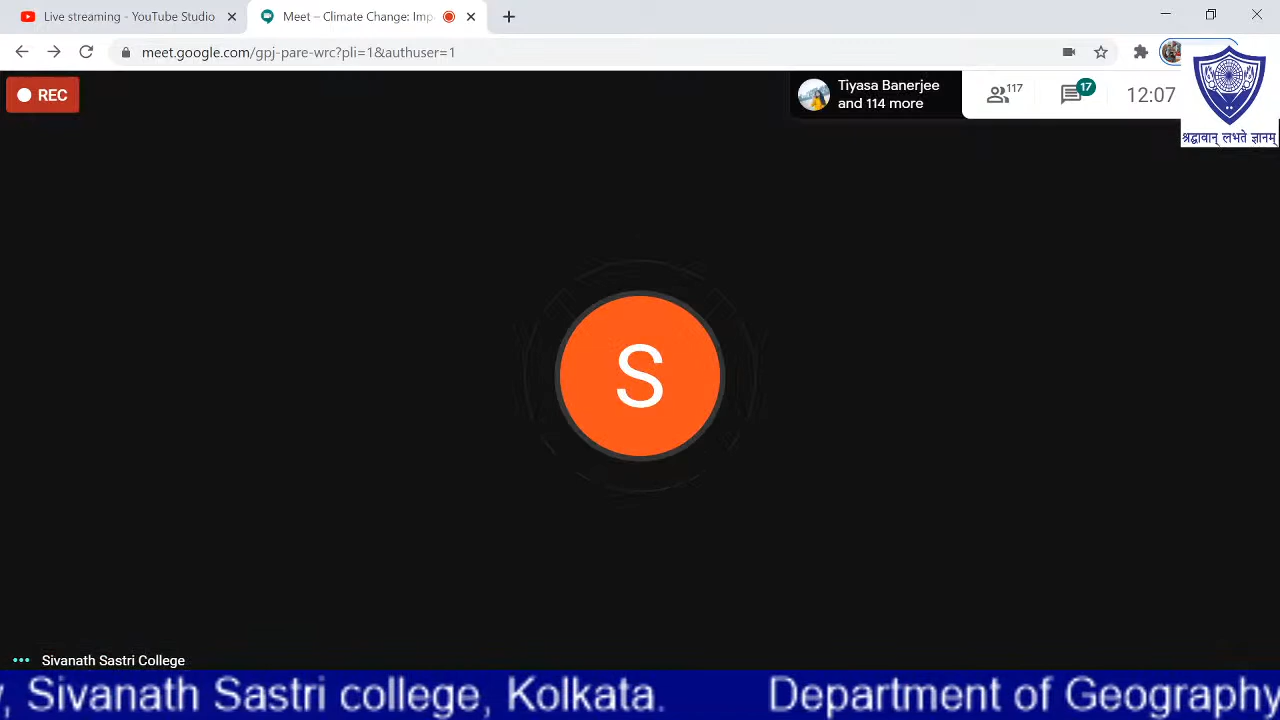 Live streaming - YouTube Studio
Meet – Climate Change: Imp
meet.google.com/gpj-pare-wrc?pli=1&authuser=1
REC
Tiyasa Banerjee
and 114 more
117
17
12:07
श्रद्धावान् लभते ज्ञानम्
S
Sivanath Sastri College
, Sivanath Sastri college, Kolkata. Department of Geography